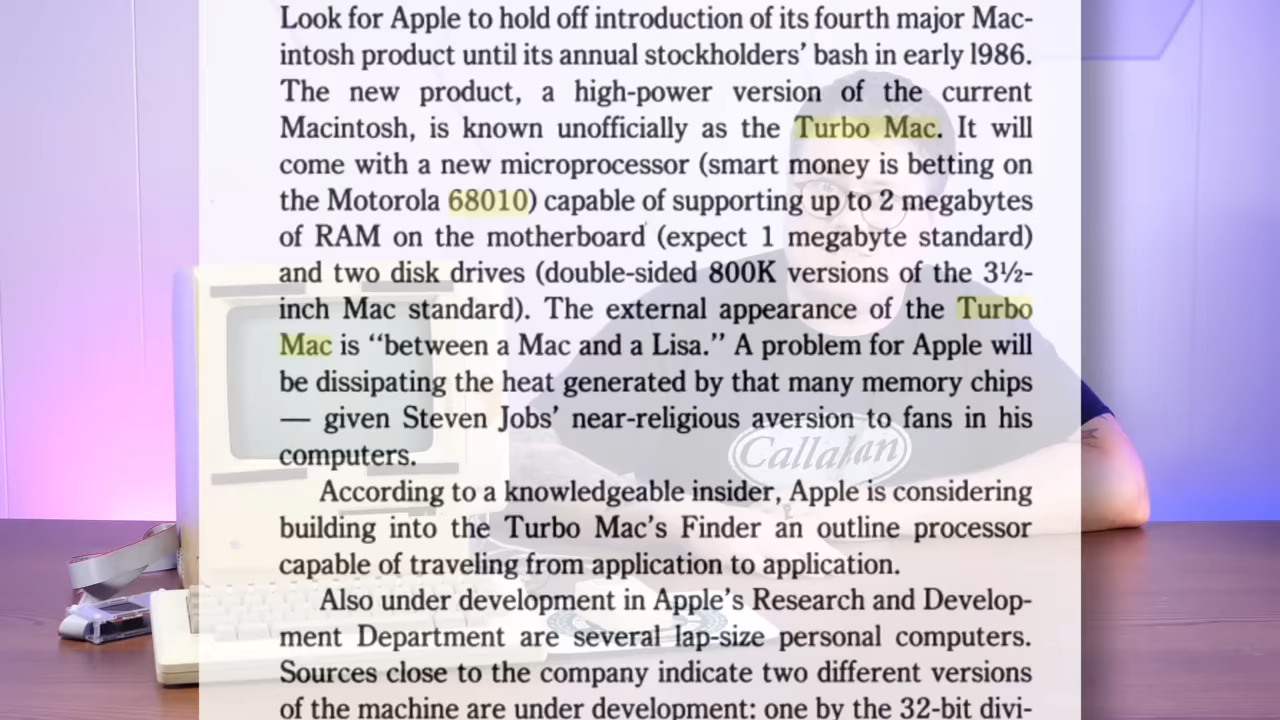 Look for Apple to hold off introduction of its fourth major Mac-
intosh product until its annual stockholders’ bash in early 1986.
The new product, a high-power version of the current
Macintosh, is known unofficially as the Turbo Mac. It will
come with a new microprocessor (smart money is betting on
the Motorola 68010) capable of supporting up to 2 megabytes
of RAM on the motherboard (expect 1 megabyte standard)
and two disk drives (double-sided 800K versions of the 3½-
inch Mac standard). The external appearance of the Turbo
Mac is “between a Mac and a Lisa.” A problem for Apple will
be dissipating the heat generated by that many memory chips
— given Steven Jobs’ near-religious aversion to fans in his
computers.
According to a knowledgeable insider, Apple is considering
building into the Turbo Mac’s Finder an outline processor
capable of traveling from application to application.
Also under development in Apple’s Research and Develop-
ment Department are several lap-size personal computers.
Sources close to the company indicate two different versions
of the machine are under development: one by the 32-bit divi-
Callahan